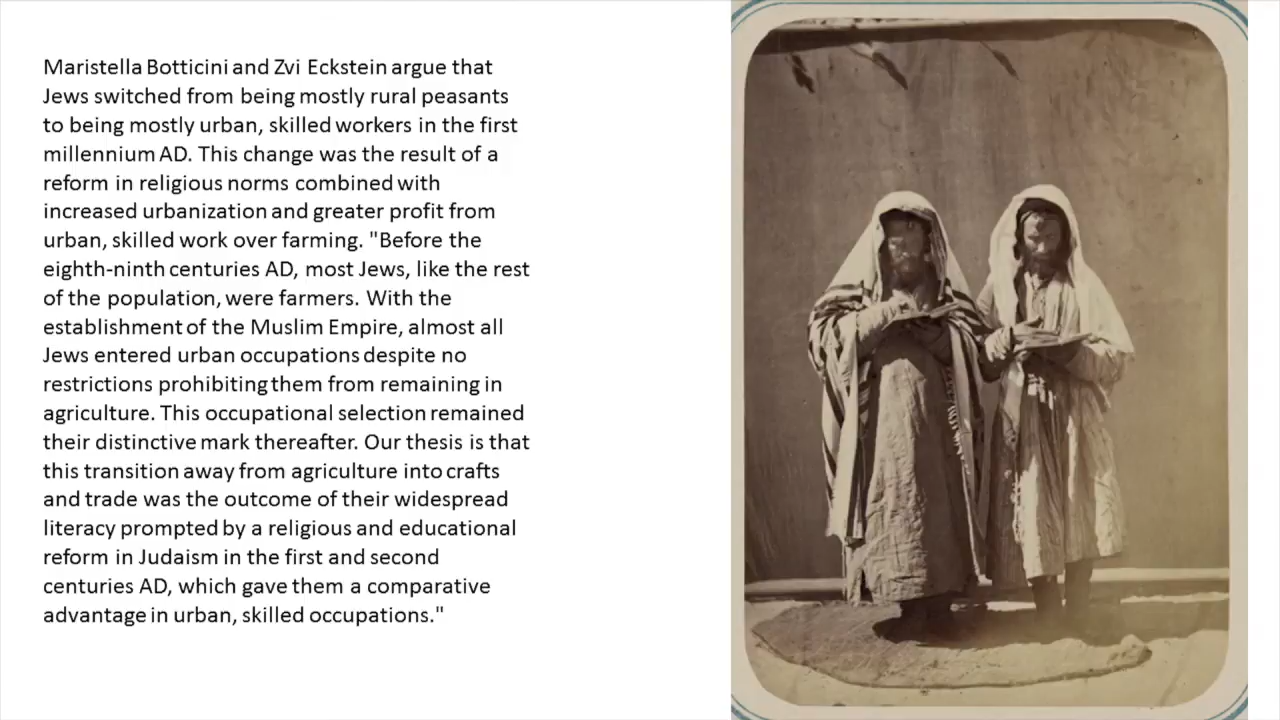 Maristella Botticini and Zvi Eckstein argue that
Jews switched from being mostly rural peasants
to being mostly urban, skilled workers in the first
millennium AD. This change was the result of a
reform in religious norms combined with
increased urbanization and greater profit from
urban, skilled work over farming. "Before the
eighth-ninth centuries AD, most Jews, like the rest
of the population, were farmers. With the
establishment of the Muslim Empire, almost all
Jews entered urban occupations despite no
restrictions prohibiting them from remaining in
agriculture. This occupational selection remained
their distinctive mark thereafter. Our thesis is that
this transition away from agriculture into crafts
and trade was the outcome of their widespread
literacy prompted by a religious and educational
reform in Judaism in the first and second
centuries AD, which gave them a comparative
advantage in urban, skilled occupations."